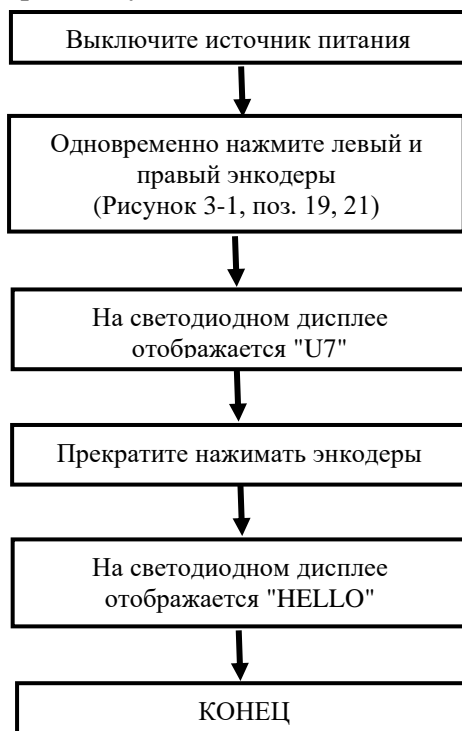 Выключите источник питания
Одновременно нажмите левый и
правый энкодеры
(Рисунок 3-1, поз. 19, 21)
На светодиодном дисплее
отображается "U7"
Прекратите нажимать энкодеры
На светодиодном дисплее
отображается "HELLO"
КОНЕЦ